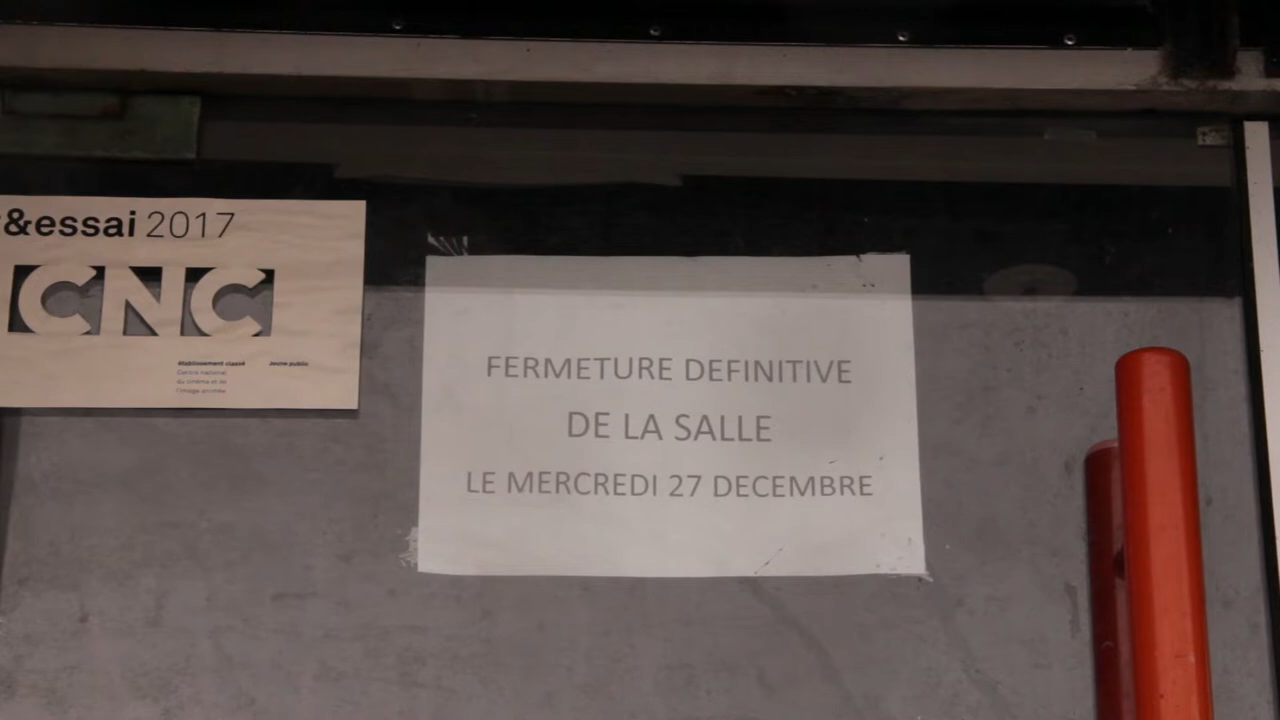 &essai 2017
CNC
établissement classé
Jeune public
Centre national
du cinéma et de
l'image animée
FERMETURE DEFINITIVE
DE LA SALLE
LE MERCREDI 27 DECEMBRE